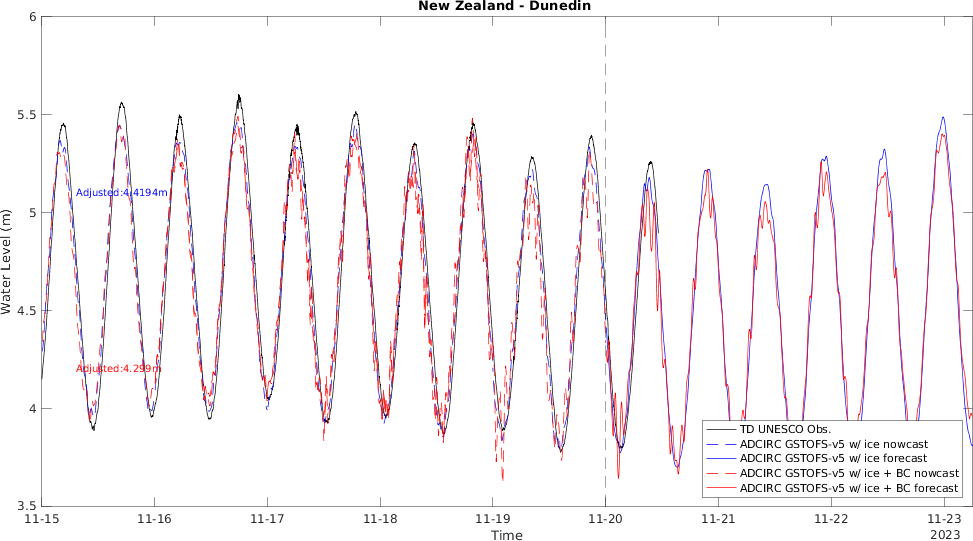 New Zealand - Dunedin
6
5.5
5
4.5
4
3.5
Water Level (m)
Adjusted:4.4194m
Adjusted:4.299m
TD UNESCO Obs.
ADCIRC GSTOFS-v5 w/ ice nowcast
ADCIRC GSTOFS-v5 w/ ice forecast
ADCIRC GSTOFS-v5 w/ ice + BC nowcast
ADCIRC GSTOFS-v5 w/ ice + BC forecast
11-15 11-16 11-17 11-18 11-19 11-20 11-21 11-22 11-23
Time
2023